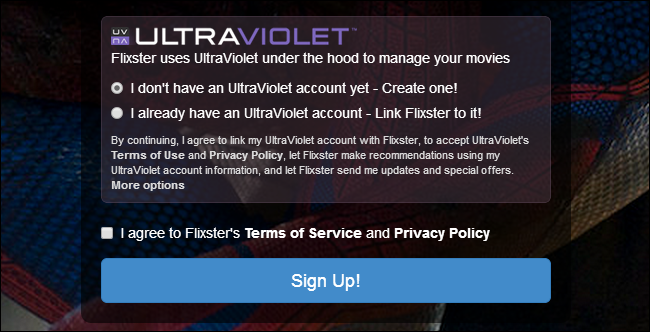 UV ULTRAVIOLET™
Flixster uses UltraViolet under the hood to manage your movies
I don't have an UltraViolet account yet - Create one!
I already have an UltraViolet account - Link Flixster to it!
By continuing, I agree to link my UltraViolet account with Flixster, to accept UltraViolet's
Terms of Use and Privacy Policy, let Flixster make recommendations using my
UltraViolet account information, and let Flixster send me updates and special offers.
More options
I agree to Flixster's Terms of Service and Privacy Policy
Sign Up!